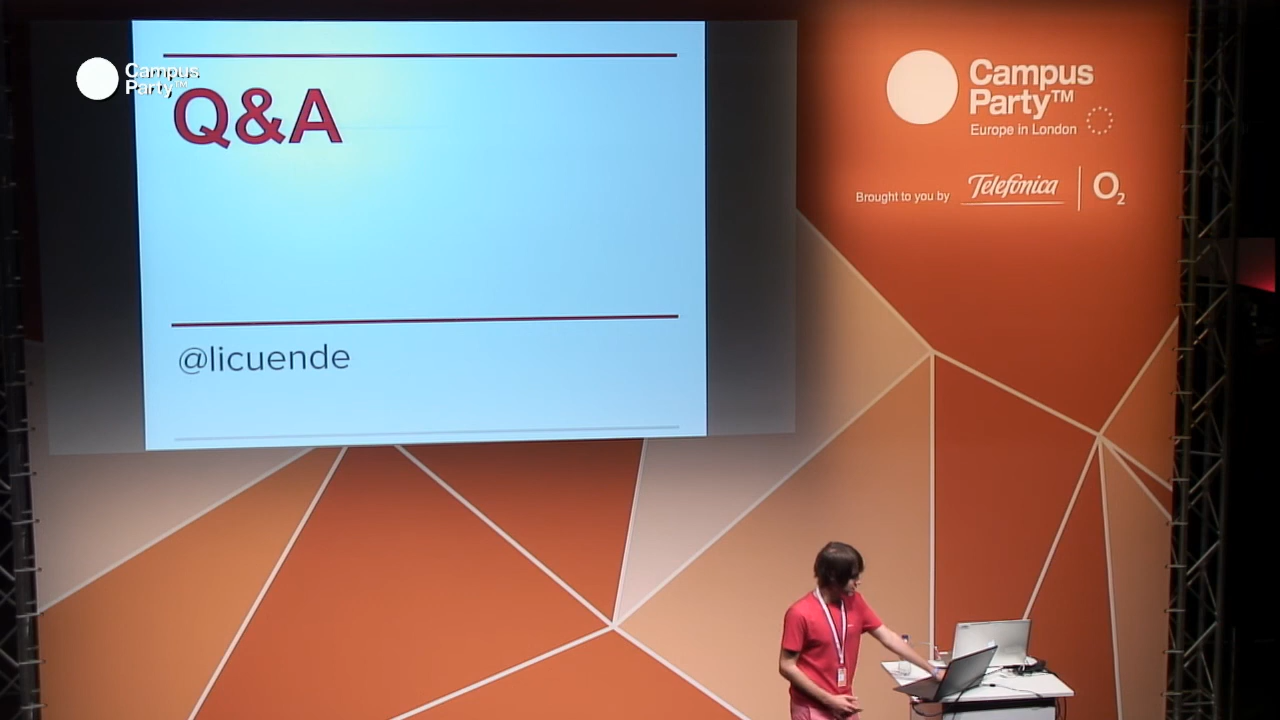 Campus
Party™
Q&A
@licuende
Campus
Party™
Europe in London
Brought to you by
Telefónica
O2